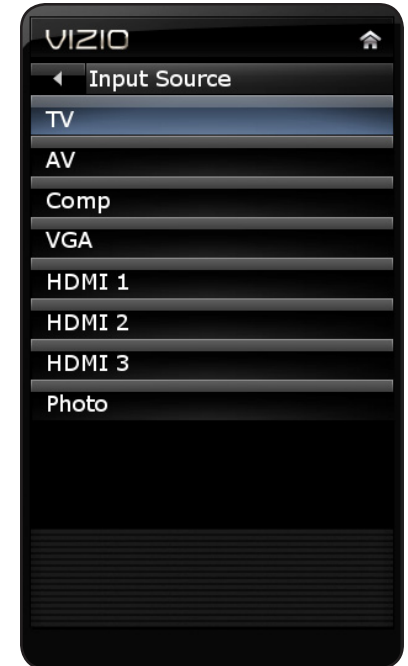 VIZIO
Input Source
TV
AV
Comp
VGA
HDMI 1
HDMI 2
HDMI 3
Photo